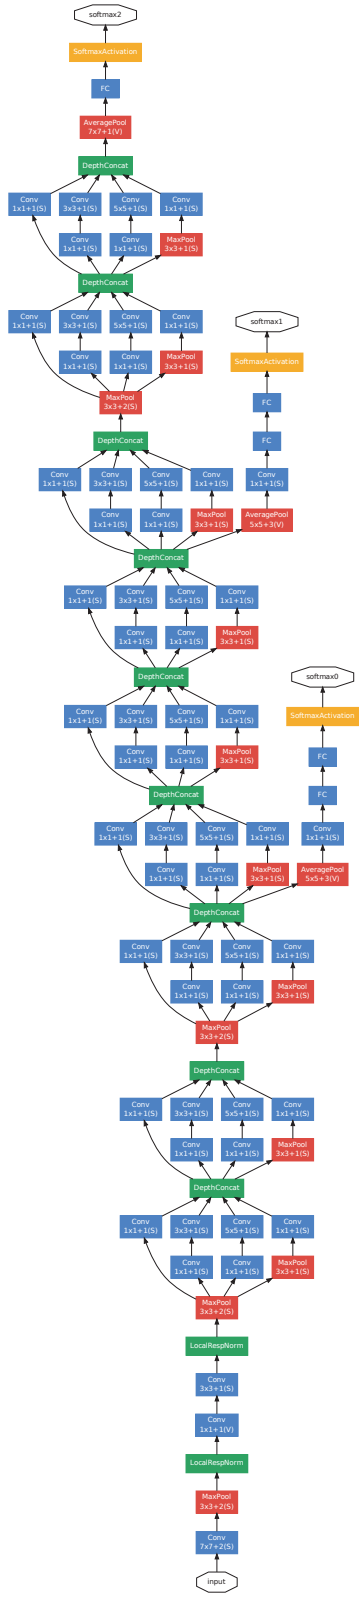 softmax2
SoftmaxActivation
FC
AveragePool
7x7+1(V)
DepthConcat
Conv Conv Conv Conv
1x1+1(S) 3x3+1(S) 5x5+1(S) 1x1+1(S)
Conv Conv MaxPool
1x1+1(S) 1x1+1(S) 3x3+1(S)
DepthConcat
Conv Conv Conv Conv softmax1
1x1+1(S) 3x3+1(S) 5x5+1(S) 1x1+1(S)
Conv Conv MaxPool SoftmaxActivation
1x1+1(S) 1x1+1(S) 3x3+1(S)
MaxPool FC
3x3+2(S)
DepthConcat FC
Conv Conv Conv Conv Conv
1x1+1(S) 3x3+1(S) 5x5+1(S) 1x1+1(S) 1x1+1(S)
Conv Conv MaxPool AveragePool
1x1+1(S) 1x1+1(S) 3x3+1(S) 5x5+3(V)
DepthConcat
Conv Conv Conv Conv
1x1+1(S) 3x3+1(S) 5x5+1(S) 1x1+1(S)
Conv Conv MaxPool
1x1+1(S) 1x1+1(S) 3x3+1(S)
DepthConcat softmax0
Conv Conv Conv Conv SoftmaxActivation
1x1+1(S) 3x3+1(S) 5x5+1(S) 1x1+1(S)
Conv Conv MaxPool FC
1x1+1(S) 1x1+1(S) 3x3+1(S)
DepthConcat FC
Conv Conv Conv Conv Conv
1x1+1(S) 3x3+1(S) 5x5+1(S) 1x1+1(S) 1x1+1(S)
Conv Conv MaxPool AveragePool
1x1+1(S) 1x1+1(S) 3x3+1(S) 5x5+3(V)
DepthConcat
Conv Conv Conv Conv
1x1+1(S) 3x3+1(S) 5x5+1(S) 1x1+1(S)
Conv Conv MaxPool
1x1+1(S) 1x1+1(S) 3x3+1(S)
MaxPool
3x3+2(S)
DepthConcat
Conv Conv Conv Conv
1x1+1(S) 3x3+1(S) 5x5+1(S) 1x1+1(S)
Conv Conv MaxPool
1x1+1(S) 1x1+1(S) 3x3+1(S)
DepthConcat
Conv Conv Conv Conv
1x1+1(S) 3x3+1(S) 5x5+1(S) 1x1+1(S)
Conv Conv MaxPool
1x1+1(S) 1x1+1(S) 3x3+1(S)
MaxPool
3x3+2(S)
LocalRespNorm
Conv
3x3+1(S)
Conv
1x1+1(V)
LocalRespNorm
MaxPool
3x3+2(S)
Conv
7x7+2(S)
input